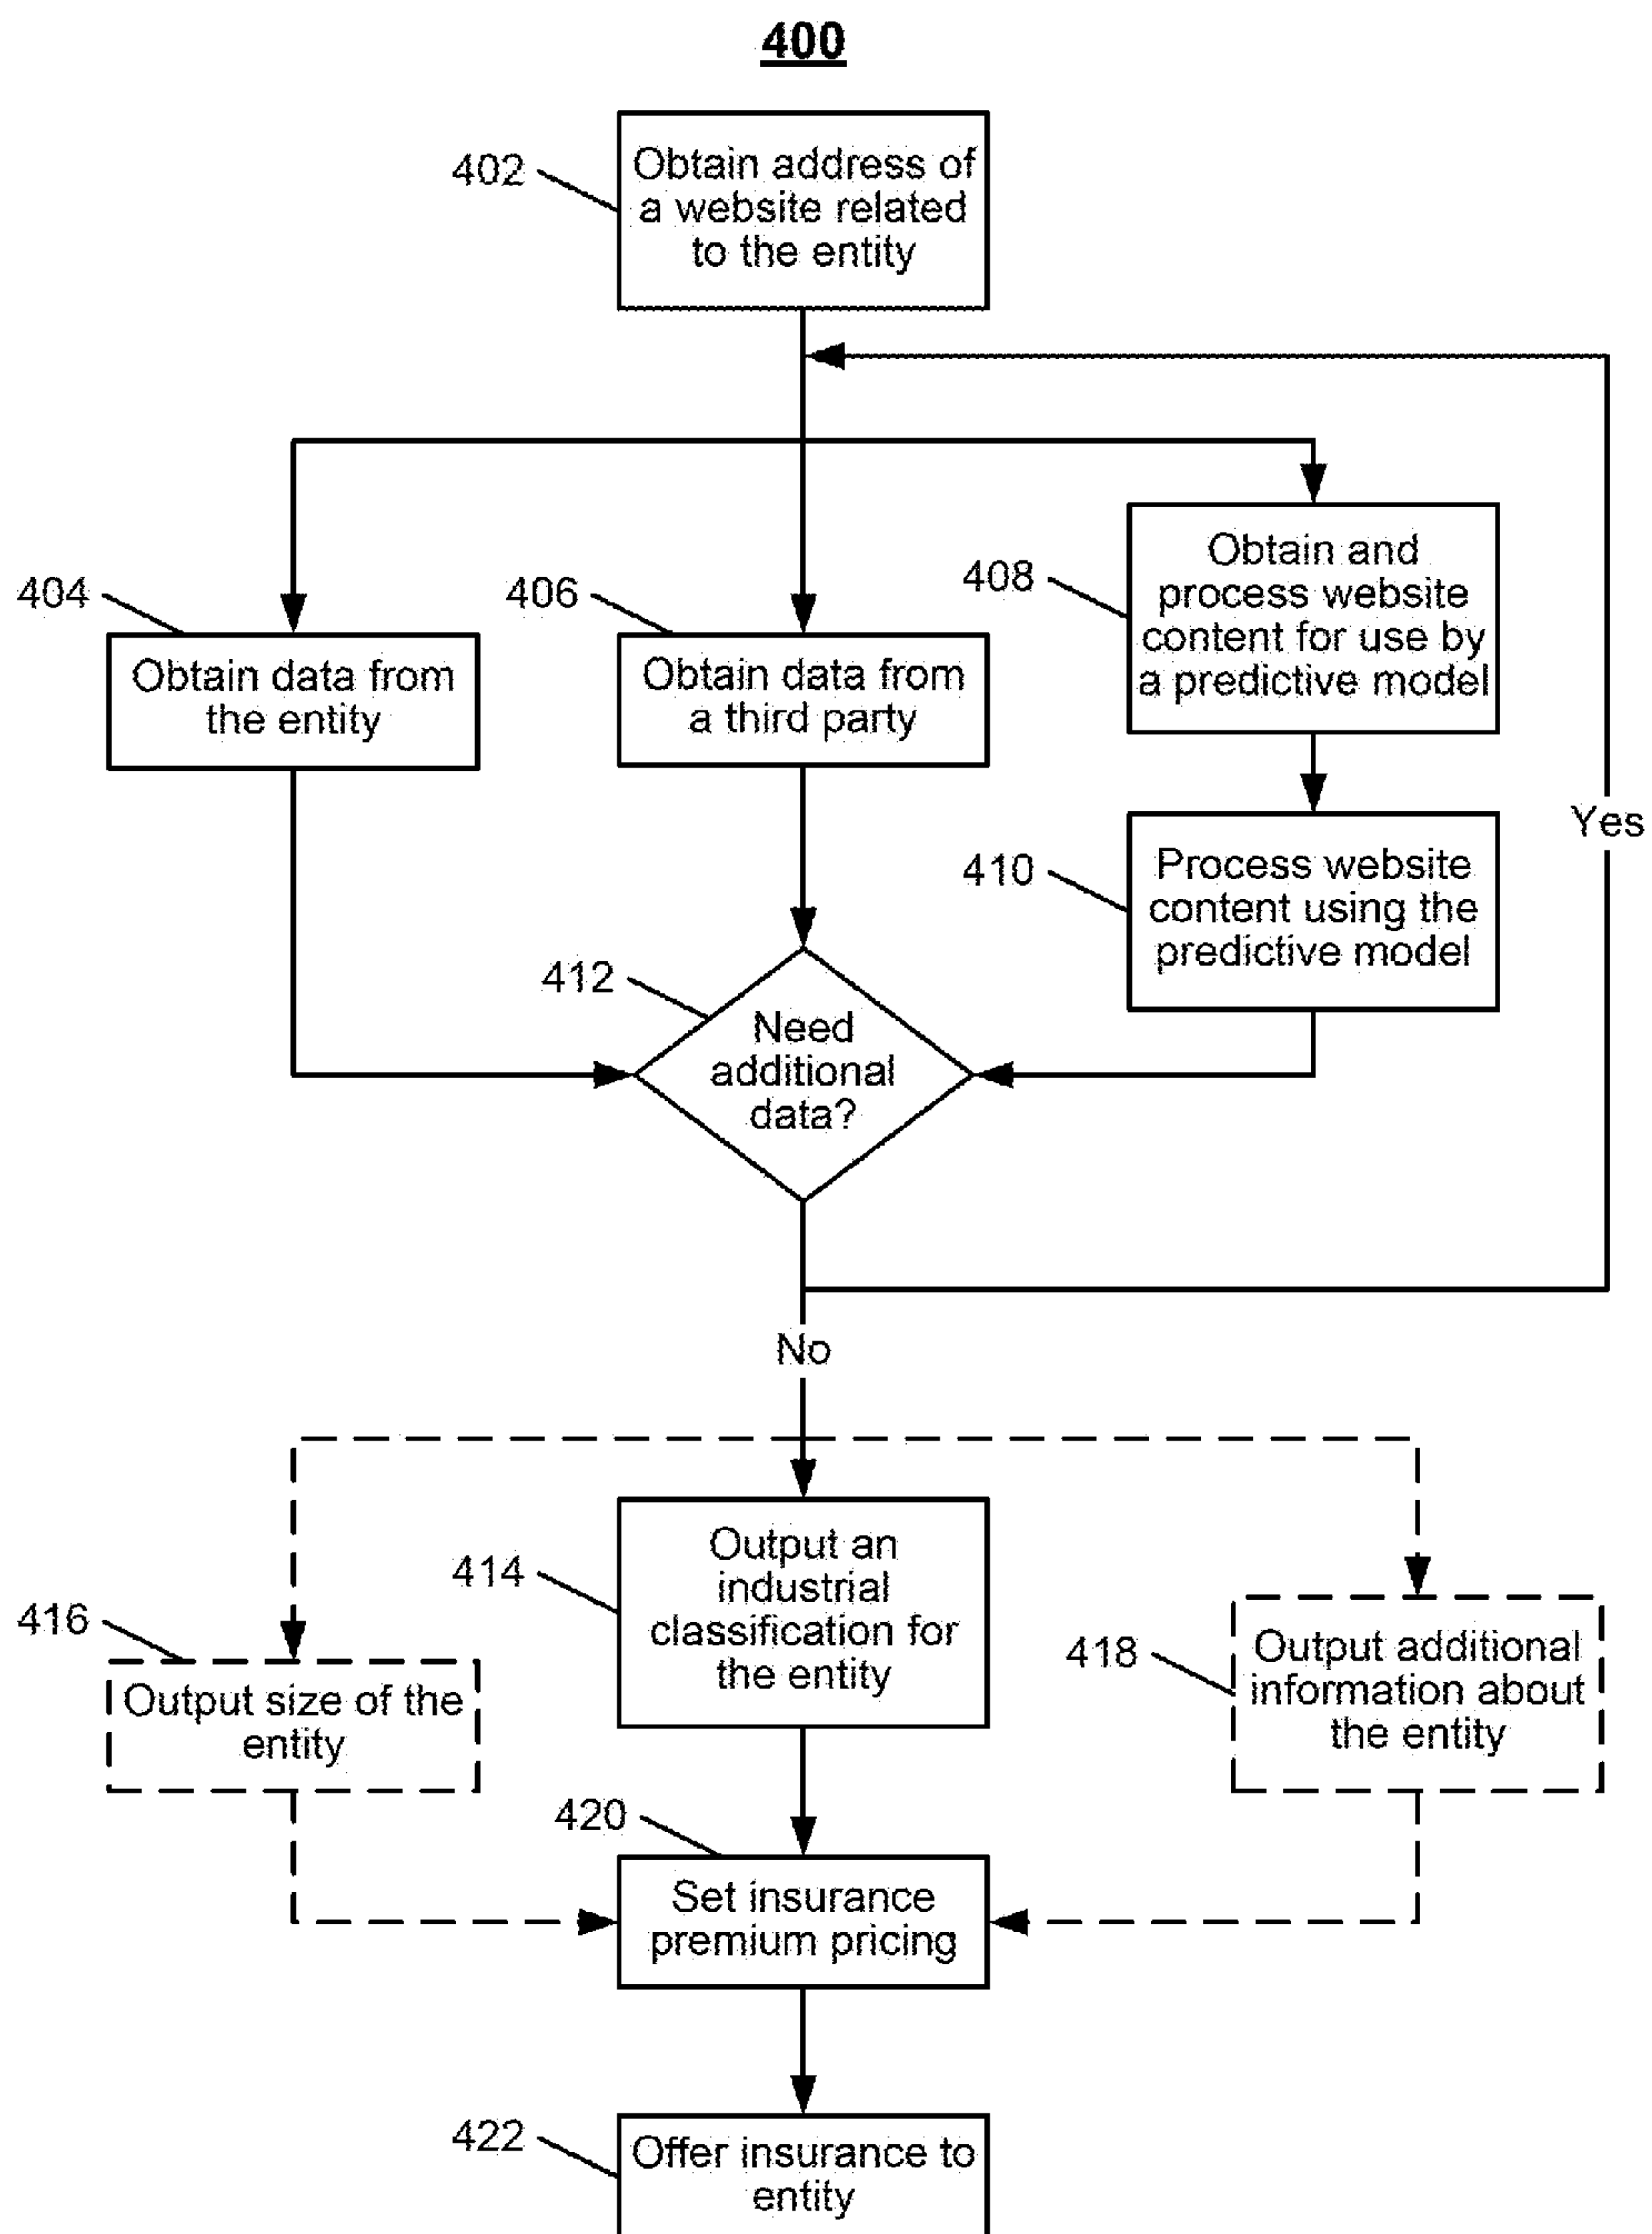 400
402
Obtain address of
a website related
to the entity
404
Obtain data from
the entity
406
Obtain data from
a third party
408
Obtain and
process website
content for use by
a predictive model
Yes
410
Process website
content using the
predictive model
412
Need
additional
data?
No
414
Output an
industrial
classification for
the entity
416
Output size of the
entity
418
Output additional
information about
the entity
420
Set insurance
premium pricing
422
Offer insurance to
entity